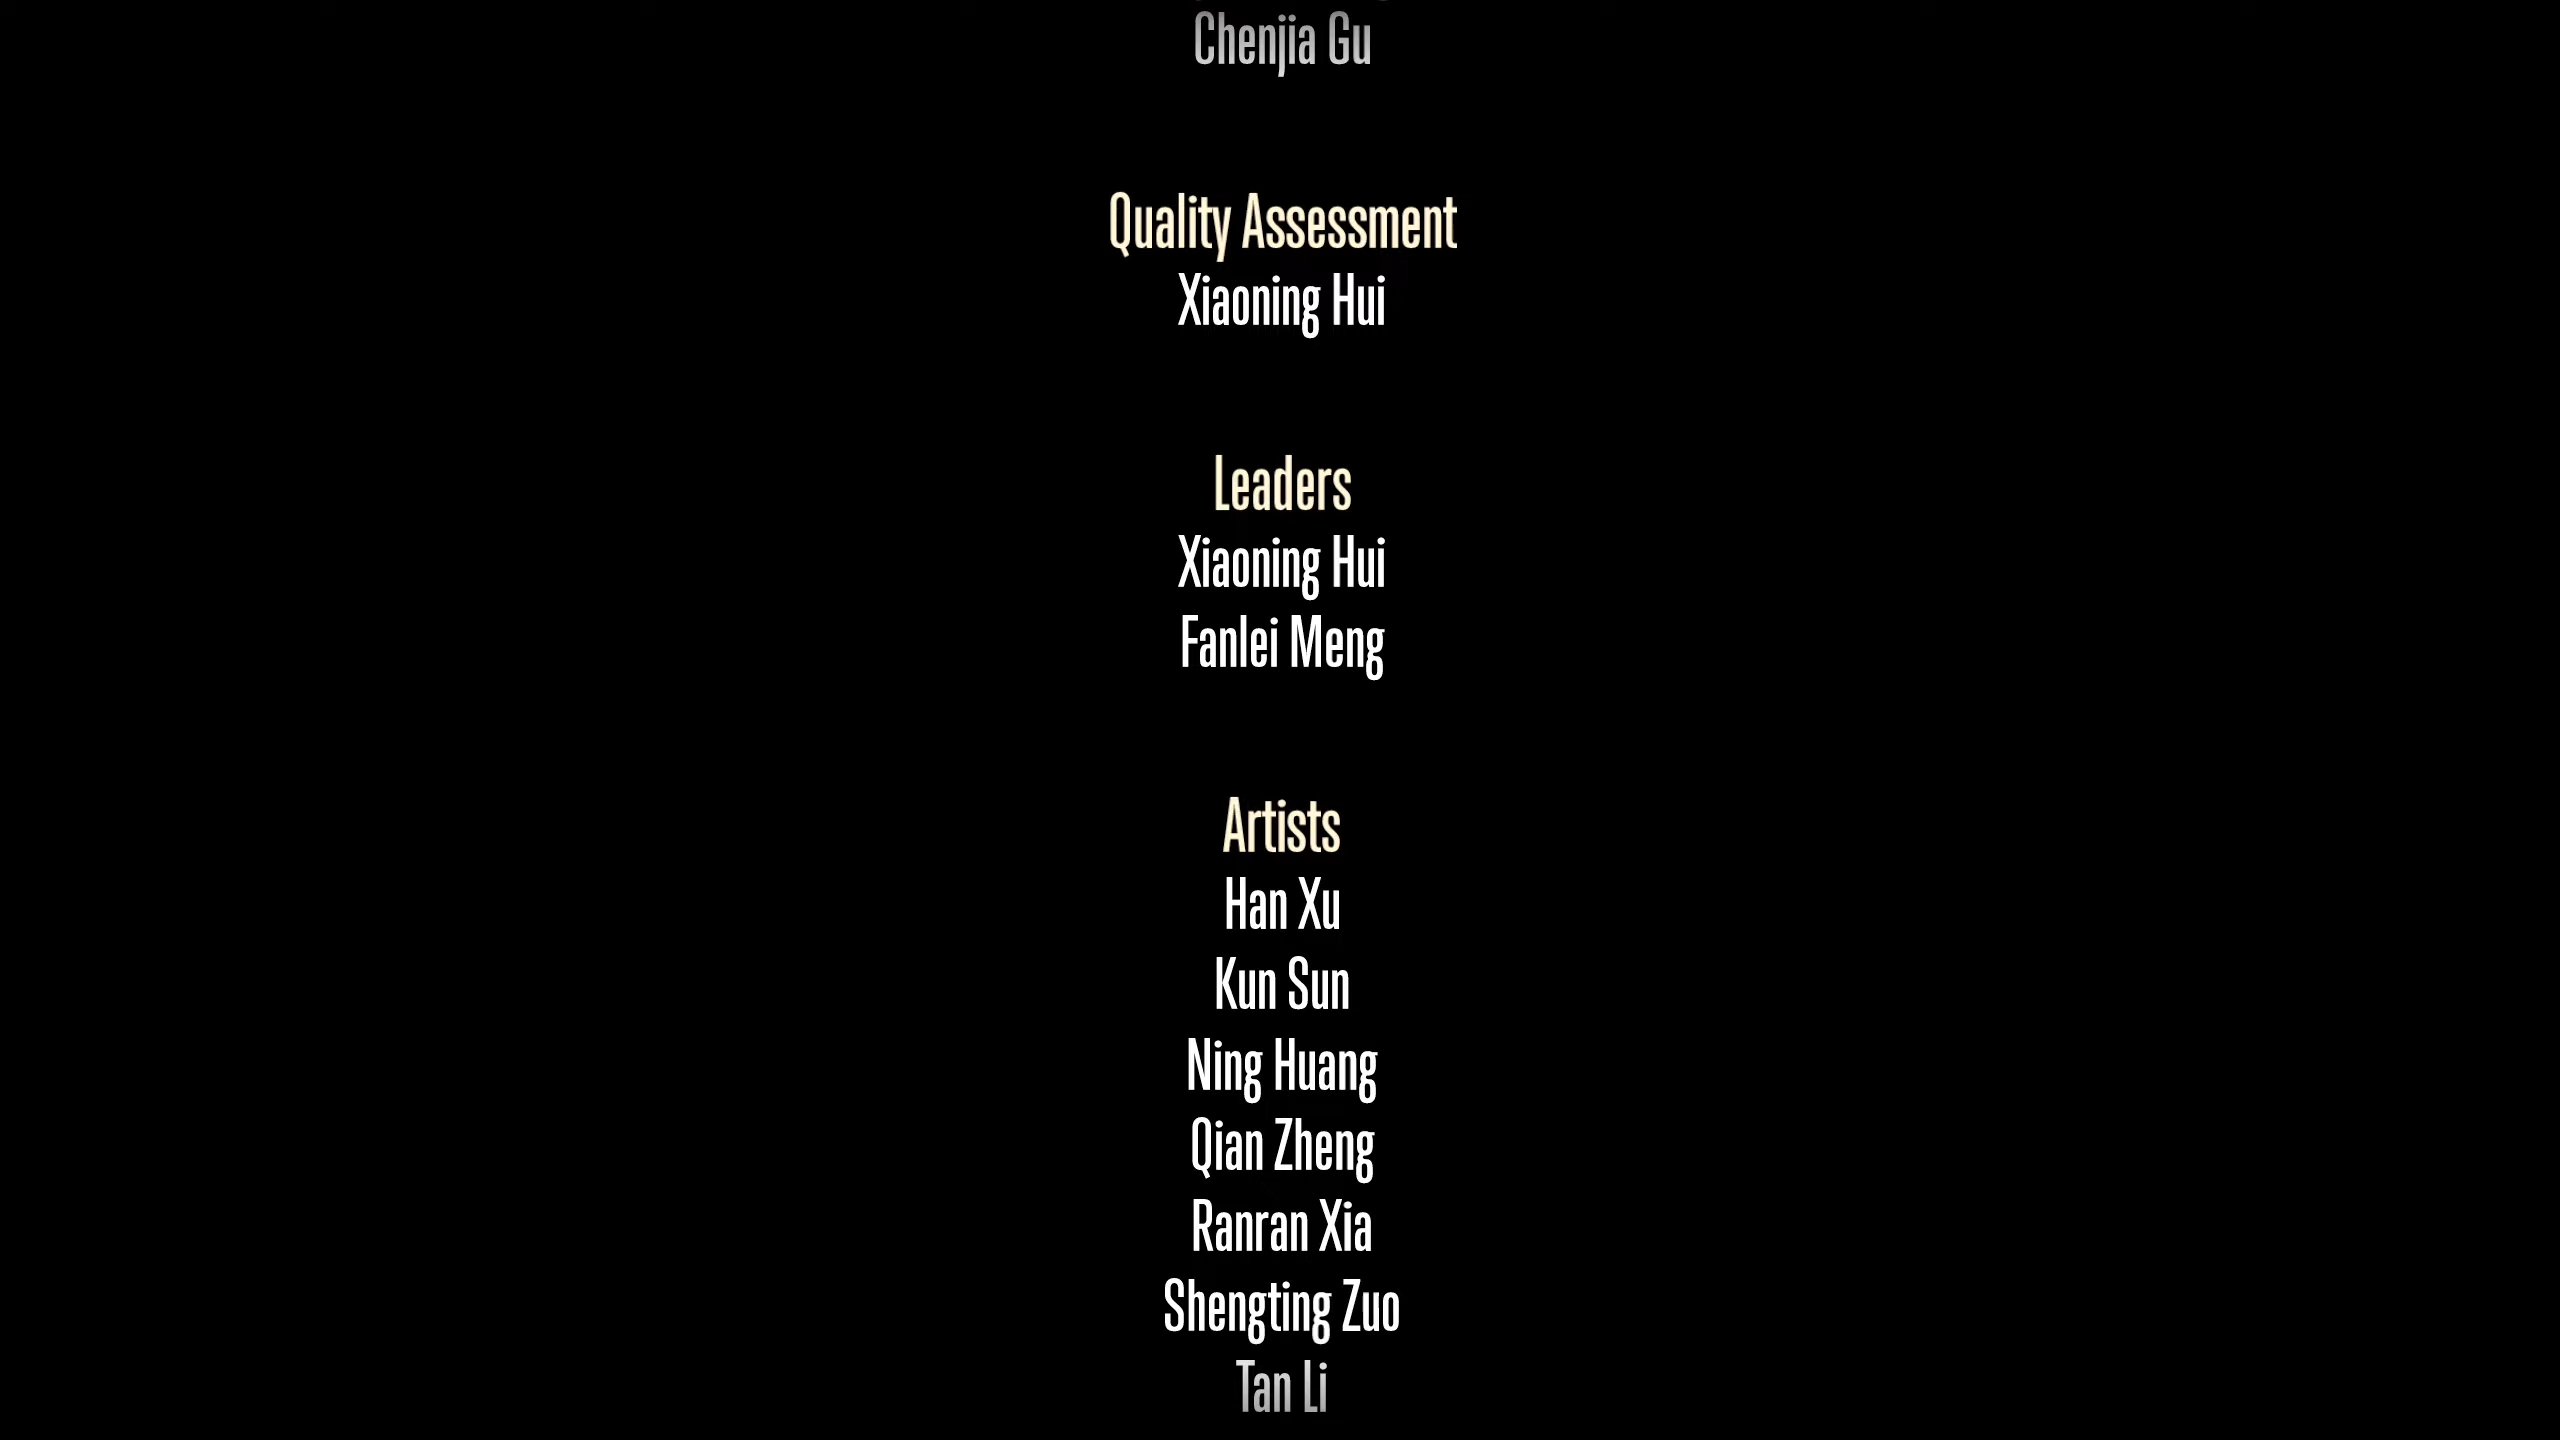 Chenjia Gu
Quality Assessment
Xiaoning Hui
Leaders
Xiaoning Hui
Fanlei Meng
Artists
Han Xu
Kun Sun
Ning Huang
Qian Zheng
Ranran Xia
Shengting Zuo
Tan Li